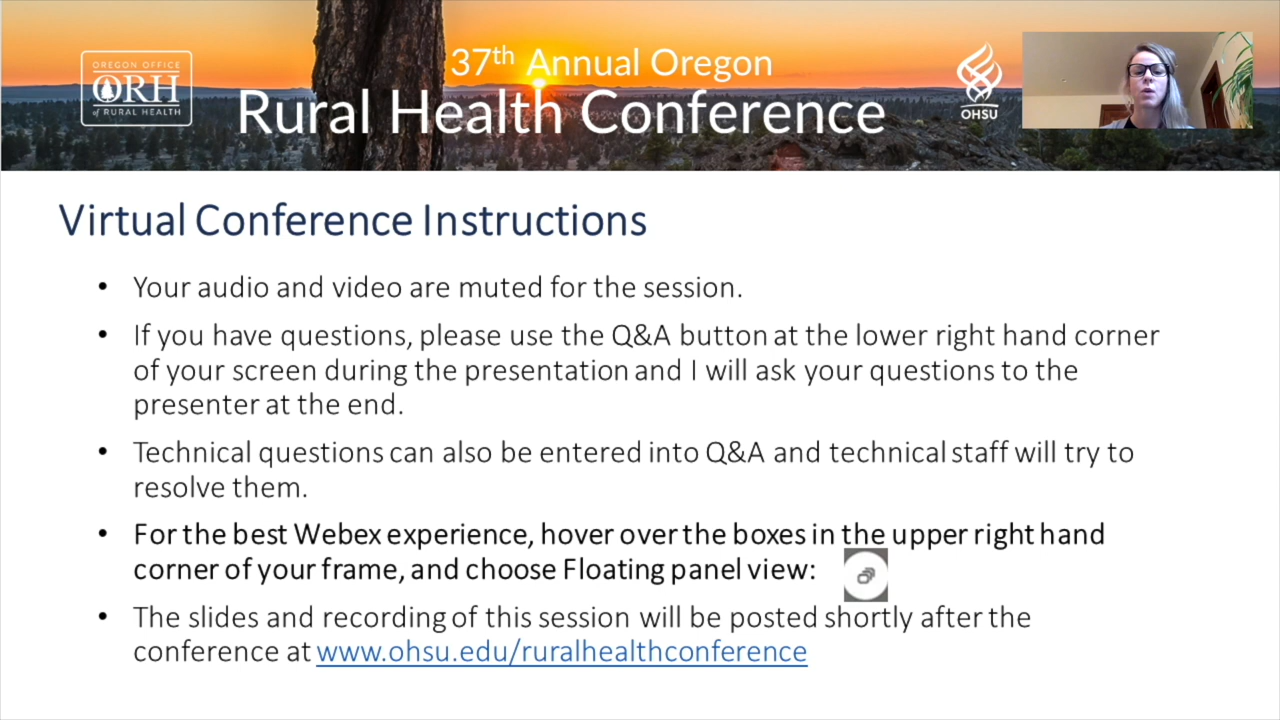 OREGON OFFICE
ORH
of RURAL HEALTH
37th Annual Oregon
Rural Health Conference
OHSU
Virtual Conference Instructions
• Your audio and video are muted for the session.
• If you have questions, please use the Q&A button at the lower right hand corner
of your screen during the presentation and I will ask your questions to the
presenter at the end.
• Technical questions can also be entered into Q&A and technical staff will try to
resolve them.
• For the best Webex experience, hover over the boxes in the upper right hand
corner of your frame, and choose Floating panel view:
• The slides and recording of this session will be posted shortly after the
conference at www.ohsu.edu/ruralhealthconference